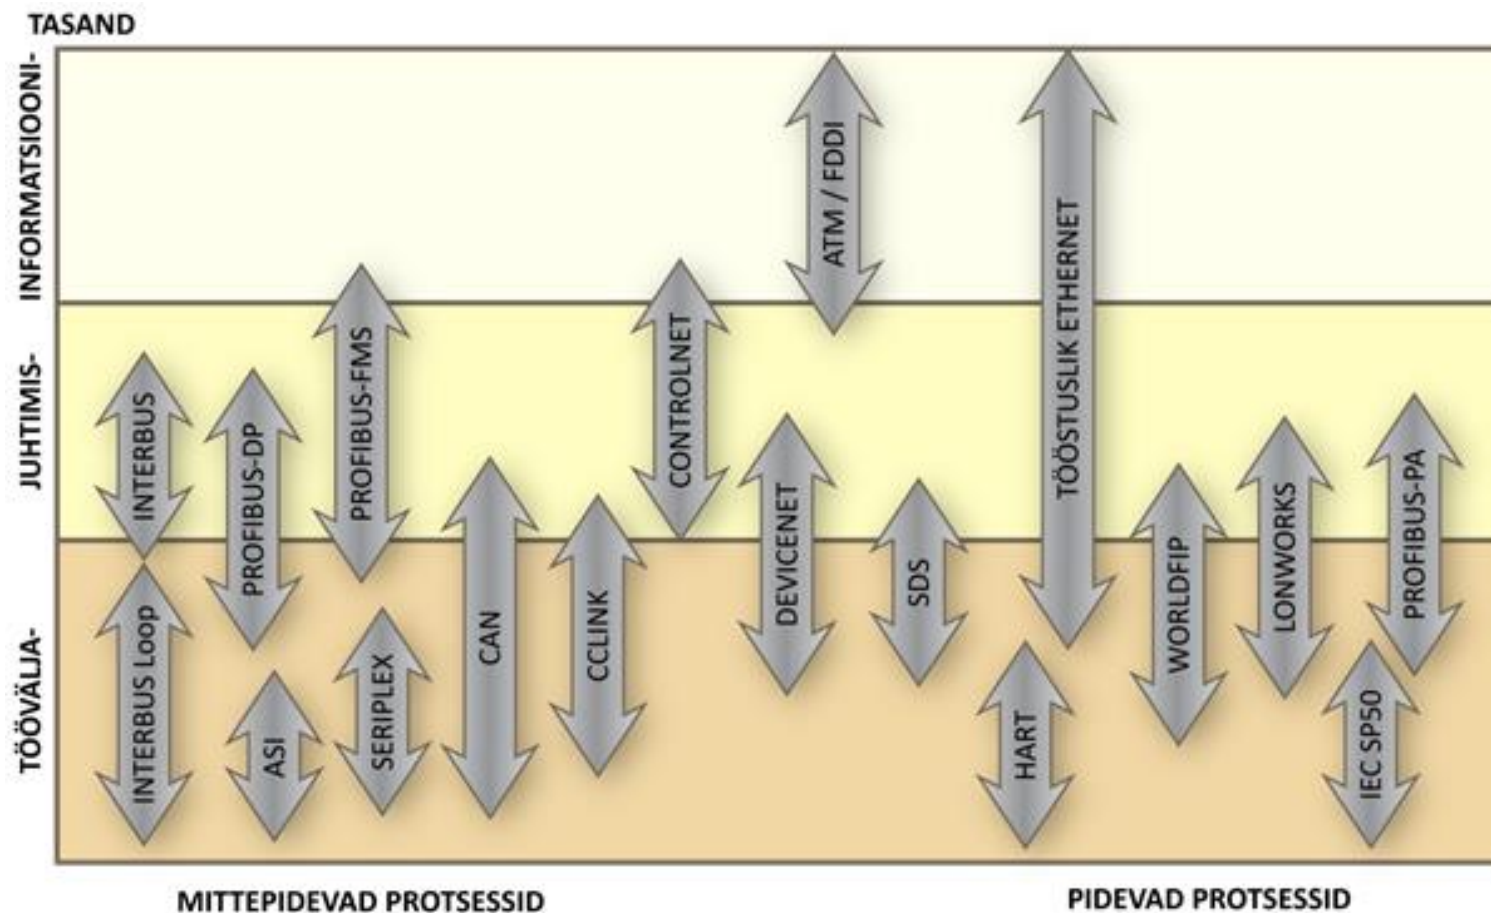 TASAND
INFORMATSIOONI-
JUHTIMIS-
TÖÖVÄLJA-
INTERBUS
INTERBUS Loop
PROFIBUS-DP
ASI
PROFIBUS-FMS
SERIPLEX
CAN
CCLINK
CONTROLNET
DEVICENET
ATM / FDDI
SDS
TÖÖSTUSLIK ETHERNET
HART
WORLDFIP
LONWORKS
PROFIBUS-PA
IEC SP50
MITTEPIDEVAD PROTSESSID
PIDEVAD PROTSESSID